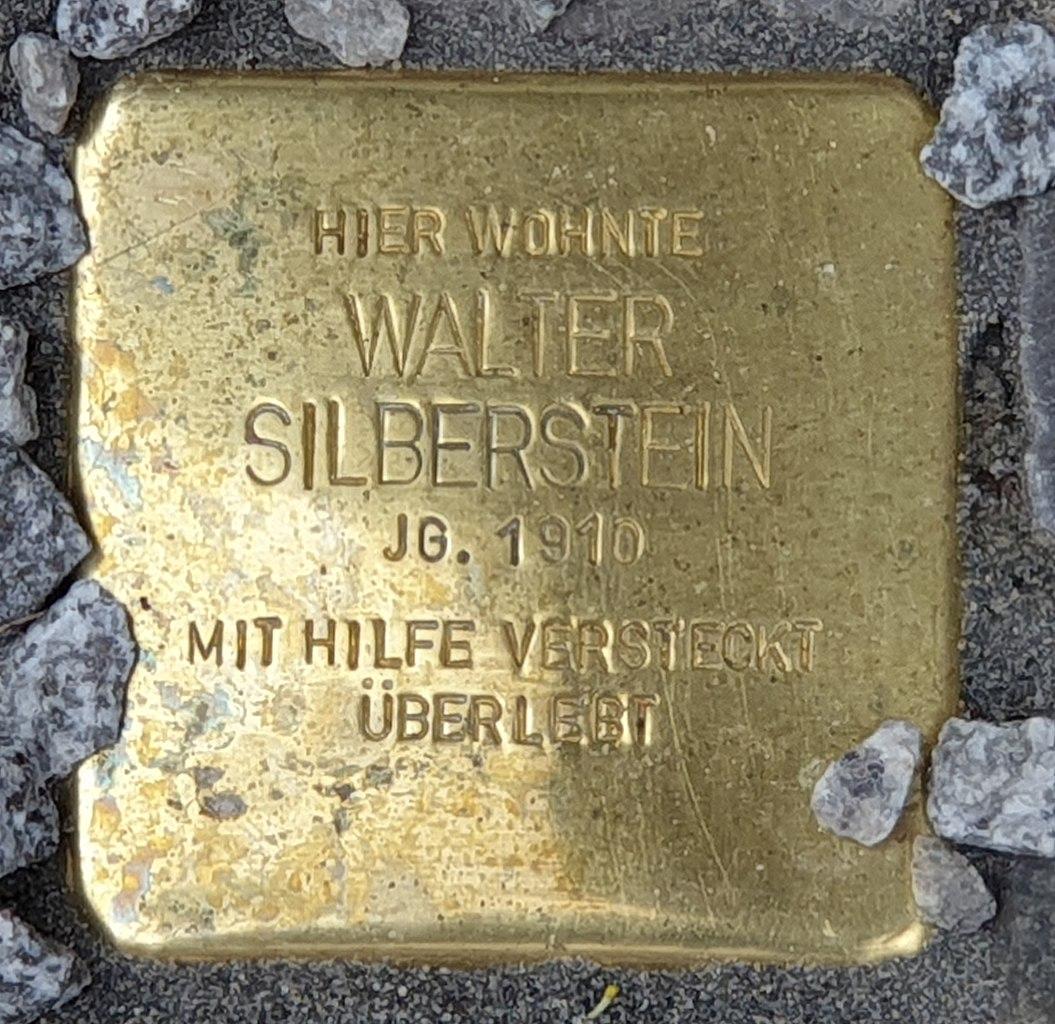 HIER WOHNTE
WALTER
SILBERSTEIN
JG. 1910
MIT HILFE VERSTECKT
ÜBERLEBT